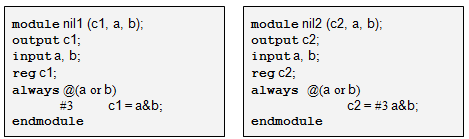 module nil1 (c1, a, b);
output c1;
input a, b;
reg c1;
always @(a or b)
#3 c1 = a&b;
endmodule
module nil2 (c2, a, b);
output c2;
input a, b;
reg c2;
always @(a or b)
c2 = #3 a&b;
endmodule